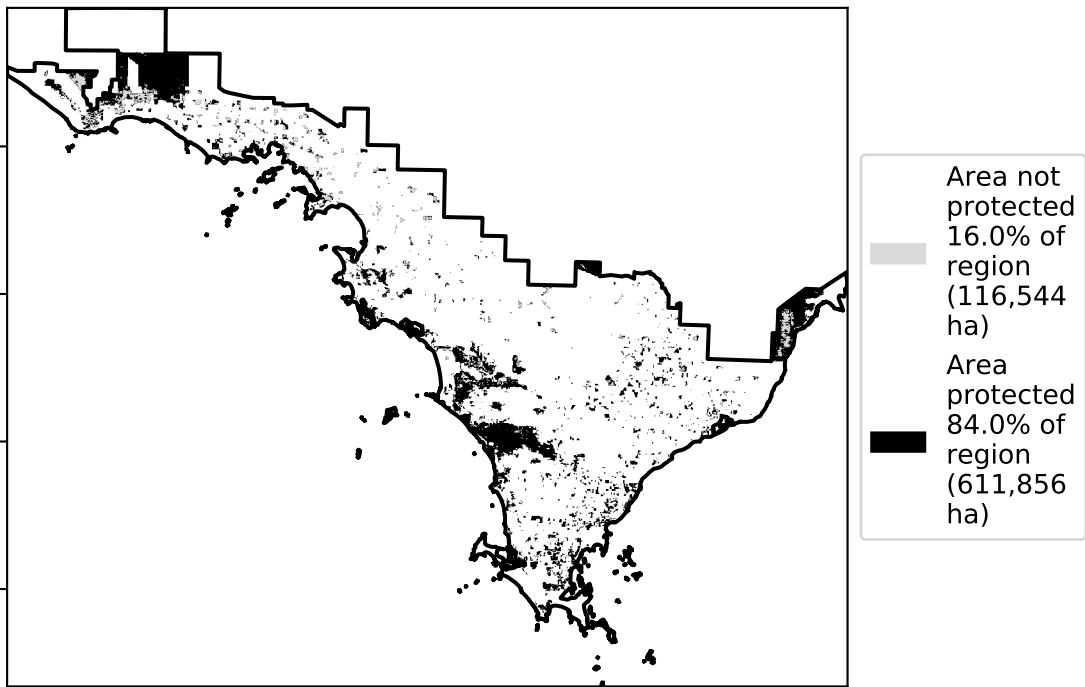 Area not
protected
16.0% of
region
(116,544
ha)
Area
protected
84.0% of
region
(611,856
ha)